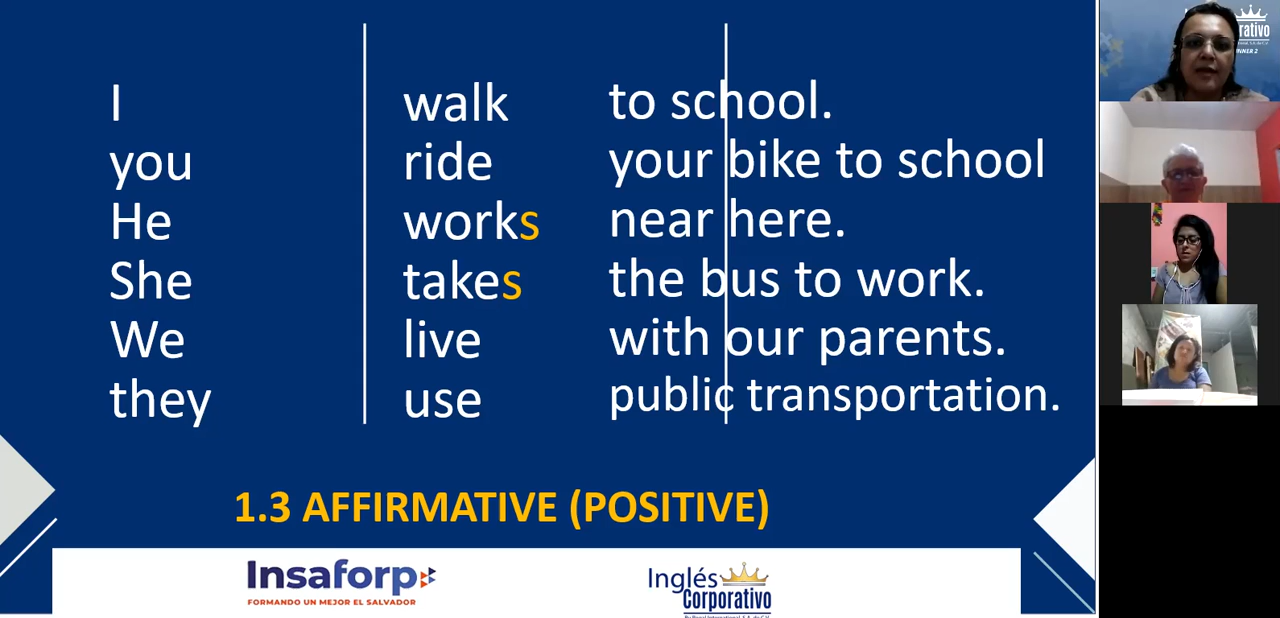 I walk to school.
you ride your bike to school
He works near here.
She takes the bus to work.
We live with our parents.
they use public transportation.
1.3 AFFIRMATIVE (POSITIVE)
Insaforp
FORMANDO UN MEJOR EL SALVADOR
Inglés
Corporativo